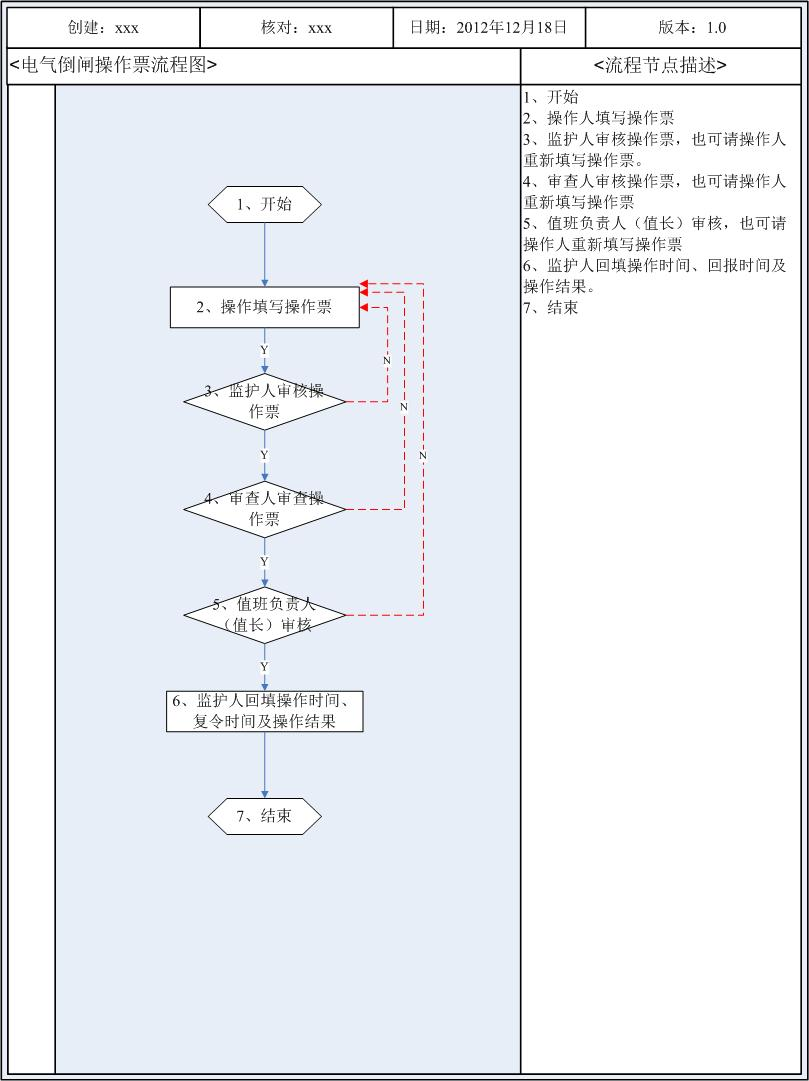 创建：xxx
核对：xxx
日期：2012年12月18日
版本：1.0
<电气倒闸操作票流程图>
<流程节点描述>
1、开始
2、操作填写操作票
Y
N
3、监护人审核操
作票
N
Y
N
4、审查人审查操
作票
Y
5、值班负责人
（值长）审核
Y
6、监护人回填操作时间、
复令时间及操作结果
7、结束
1、开始
2、操作人填写操作票
3、监护人审核操作票，也可请操作人
重新填写操作票。
4、审查人审核操作票，也可请操作人
重新填写操作票
5、值班负责人（值长）审核，也可请
操作人重新填写操作票
6、监护人回填操作时间、回报时间及
操作结果。
7、结束